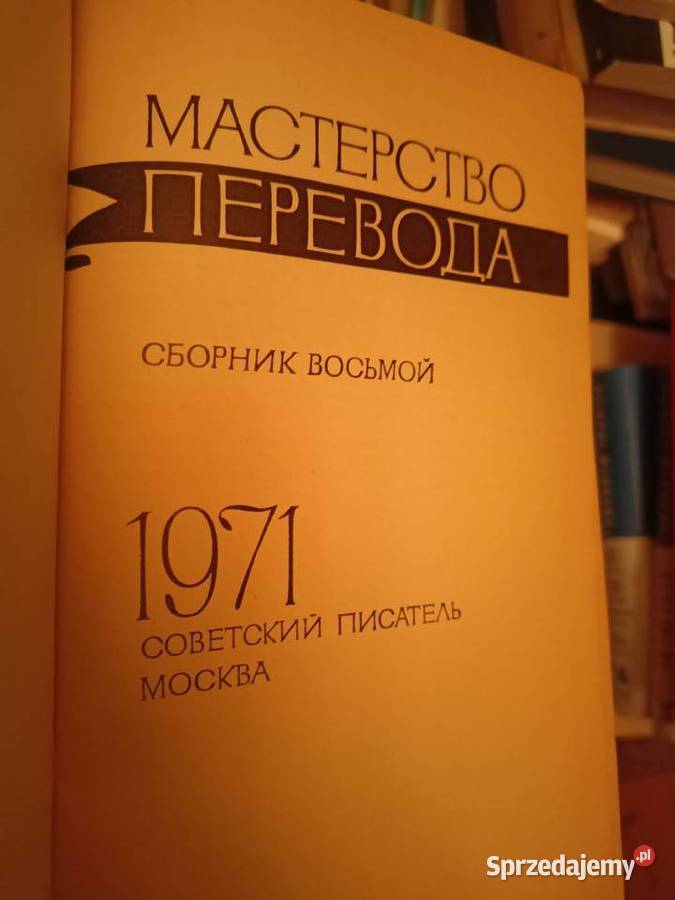 МАСТЕРСТВО
ПЕРЕВОДА
СБОРНИК ВОСЬМОЙ
1971
СОВЕТСКИЙ ПИСАТЕЛЬ
МОСКВА
Sprzedajemy.pl